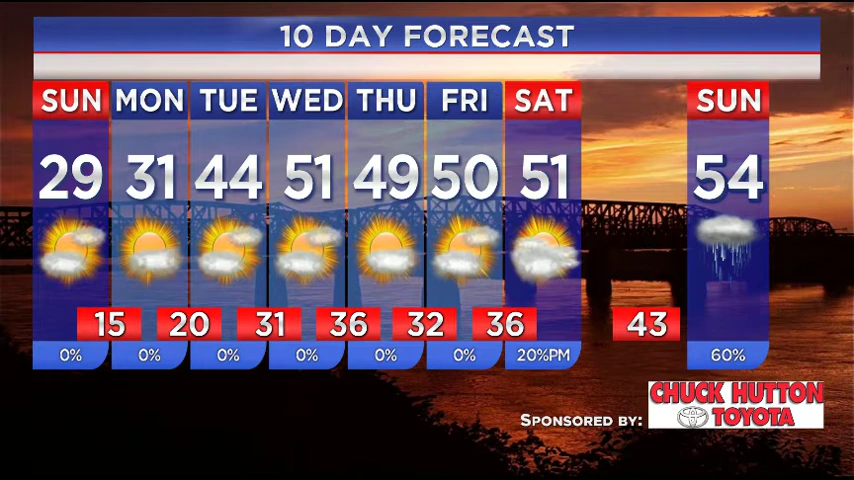 10 DAY FORECAST
SUN MON TUE WED THU FRI SAT SUN
29 31 44 51 49 50 51 54
15 20 31 36 32 36 43
0% 0% 0% 0% 0% 0% 20%PM 60%
SPONSORED BY:
CHUCK HUTTON
TOYOTA